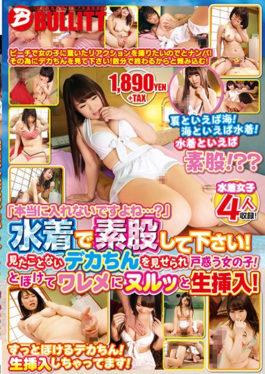 BULLITT
ビーチで女の子に驚いたリアクションを撮りたいのでとナンパ!
その為にデカちんを見て下さい!数分で終わるからと頼み込む!
1,890YEN
+TAX
夏といえば海!
海といえば水着!
水着といえば
素股!??
水着女子
4人
収録!
「本当に入れないですよね…?」
水着で素股して下さい!
見たことないデカちんを見せられ戸惑う女の子!
とぼけてワレメにヌルッと生挿入!
ずっとぼけるデカちん!
生挿入しちゃってます!